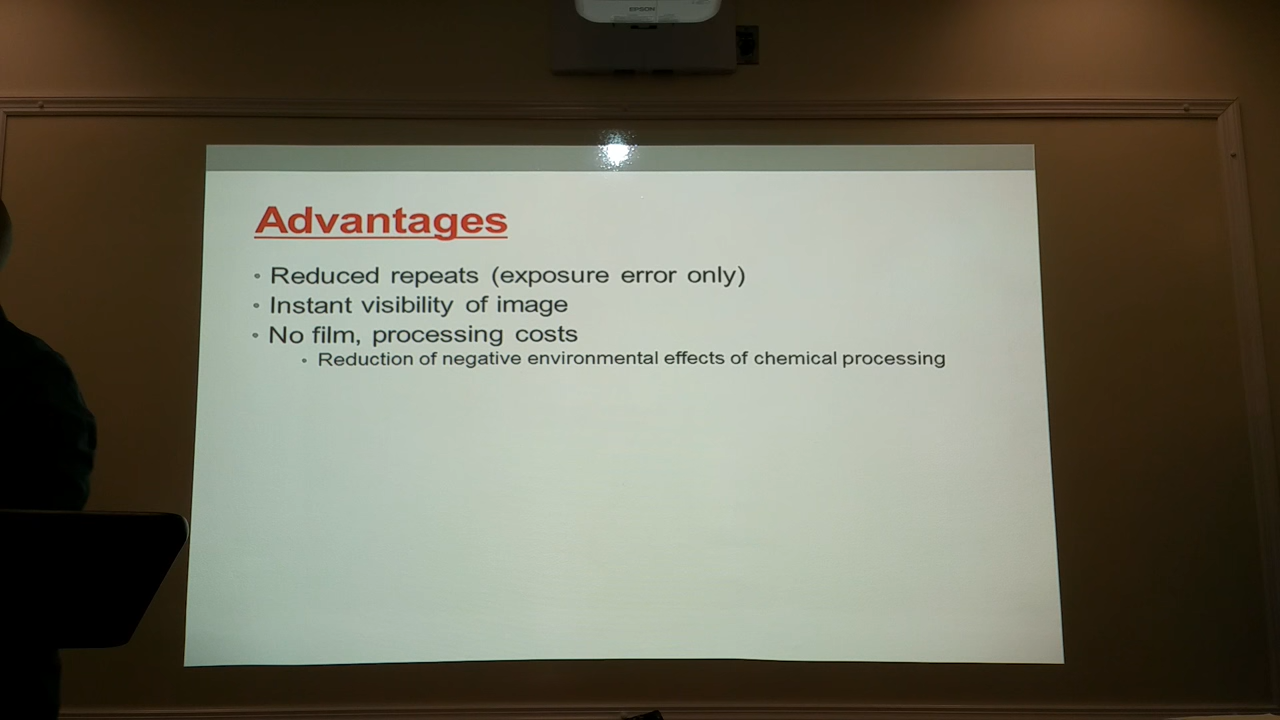 EPSON
Advantages
• Reduced repeats (exposure error only)
• Instant visibility of image
• No film, processing costs
• Reduction of negative environmental effects of chemical processing